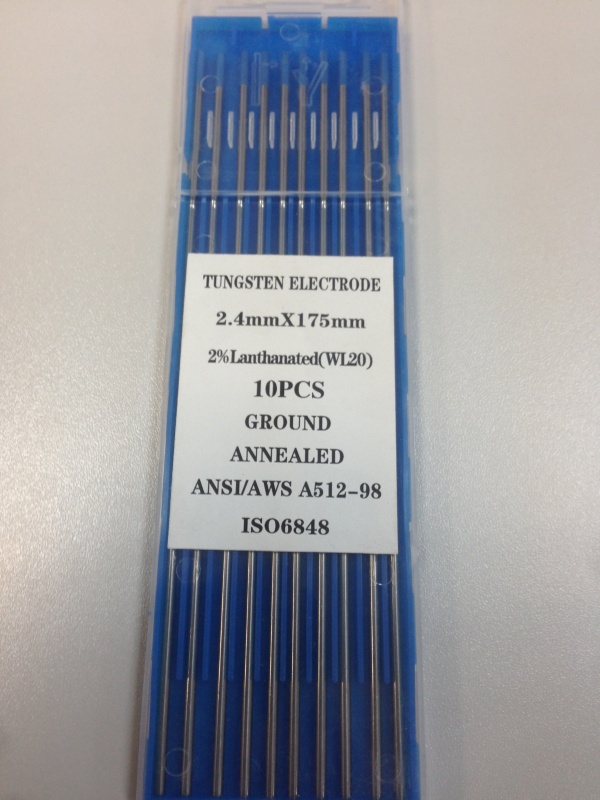 TUNGSTEN ELECTRODE
2.4mmX175mm
2%Lanthanated(WL20)
10PCS
GROUND
ANNEALED
ANSI/AWS A512-98
ISO6848